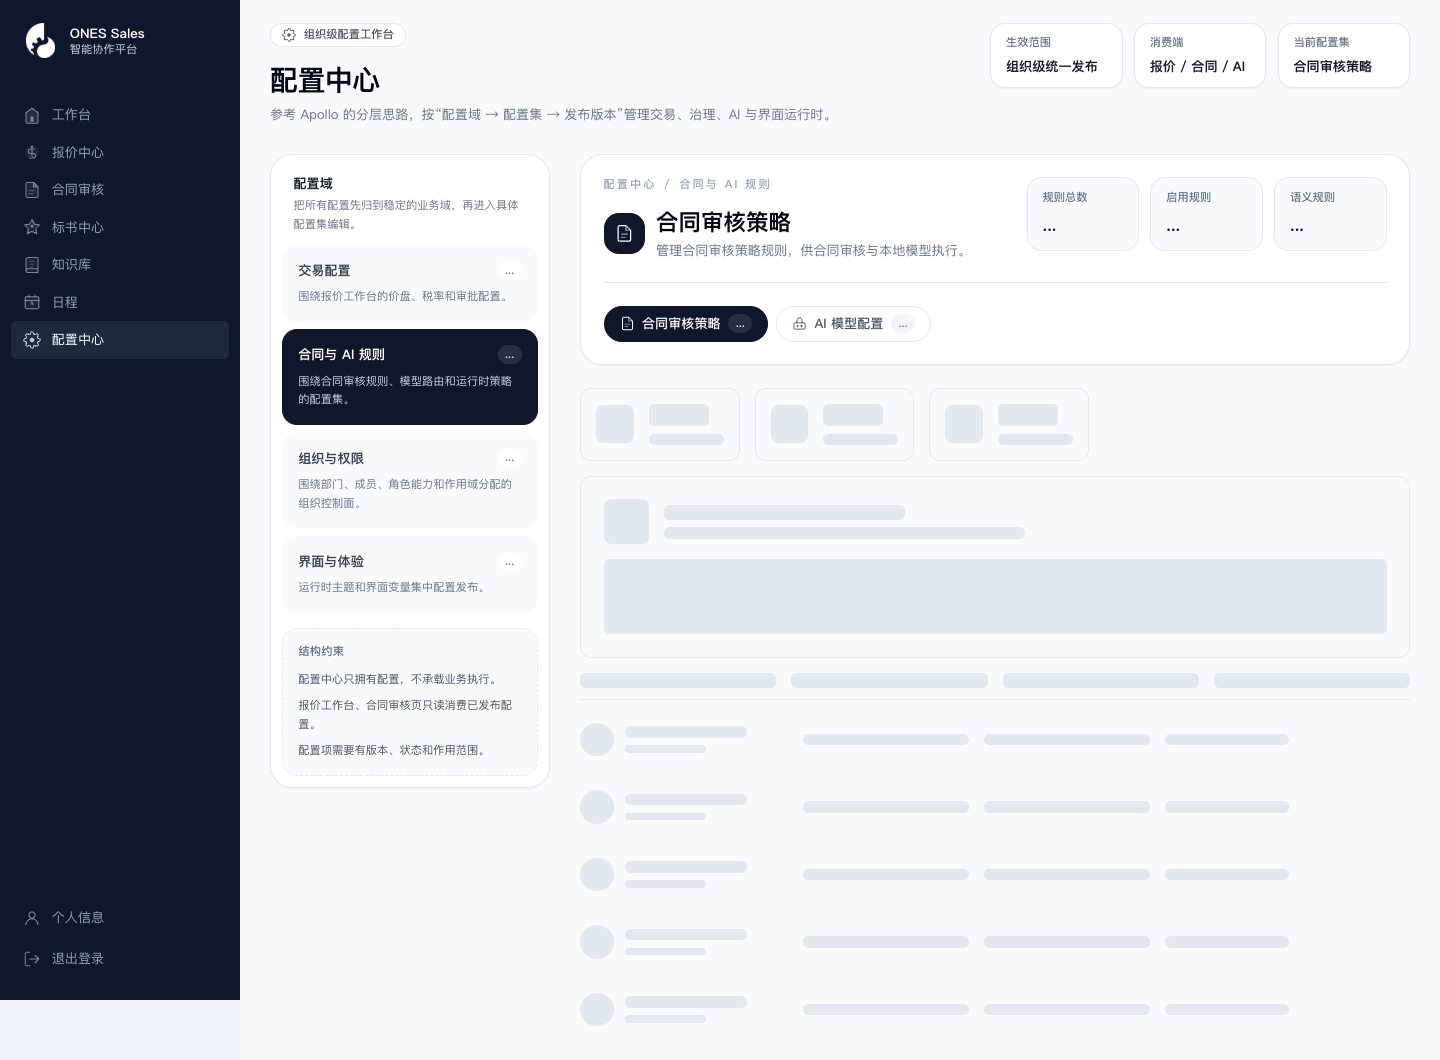 ONES Sales
智能协作平台
工作台
报价中心
合同审核
标书中心
知识库
日程
配置中心
个人信息
退出登录
组织级配置工作台
配置中心
参考 Apollo 的分层思路，按“配置域 → 配置集 → 发布版本”管理交易、治理、AI 与界面运行时。
生效范围
组织级统一发布
消费端
报价 / 合同 / AI
当前配置集
合同审核策略
配置域
把所有配置先归到稳定的业务域，再进入具体
配置集编辑。
交易配置 ...
围绕报价工作台的价盘、税率和审批配置。
合同与 AI 规则 ...
围绕合同审核规则、模型路由和运行时策略
的配置集。
组织与权限 ...
围绕部门、成员、角色能力和作用域分配的
组织控制面。
界面与体验 ...
运行时主题和界面变量集中配置发布。
结构约束
配置中心只拥有配置，不承载业务执行。
报价工作台、合同审核页只读消费已发布配
置。
配置项需要有版本、状态和作用范围。
配置中心 / 合同与 AI 规则
合同审核策略
管理合同审核策略规则，供合同审核与本地模型执行。
规则总数
...
启用规则
...
语义规则
...
合同审核策略 ...
AI 模型配置 ...